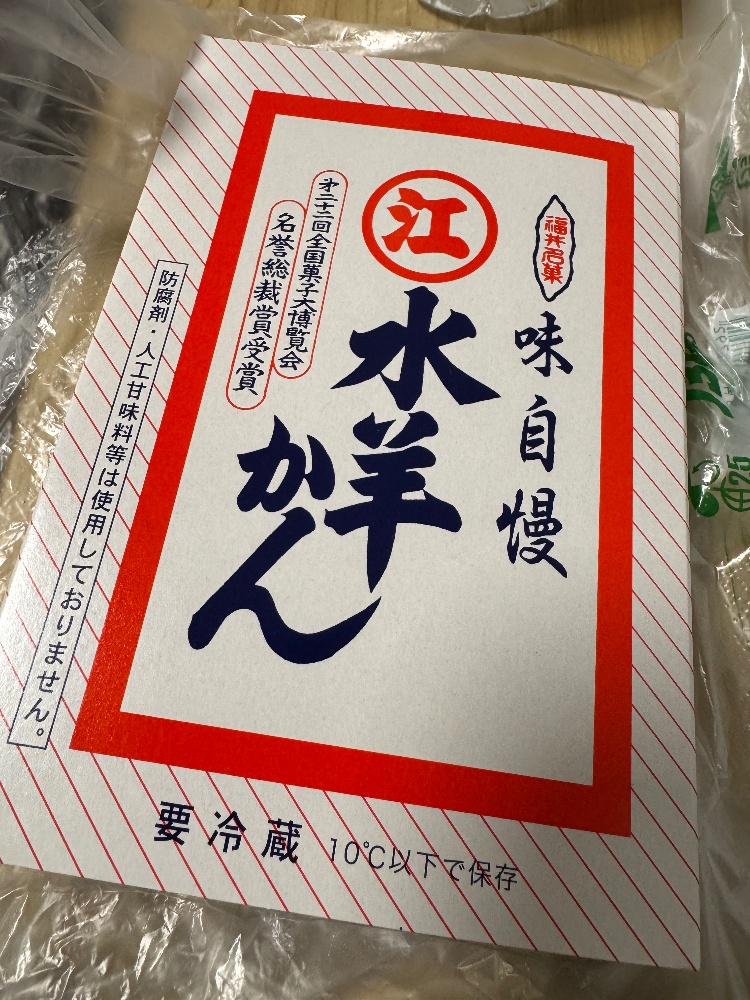 福井名菓
味自慢
江
水羊かん
第二十二回全国菓子大博覧会
名誉総裁賞受賞
防腐剤・人工甘味料等は使用しておりません。
要冷蔵 10℃以下で保存